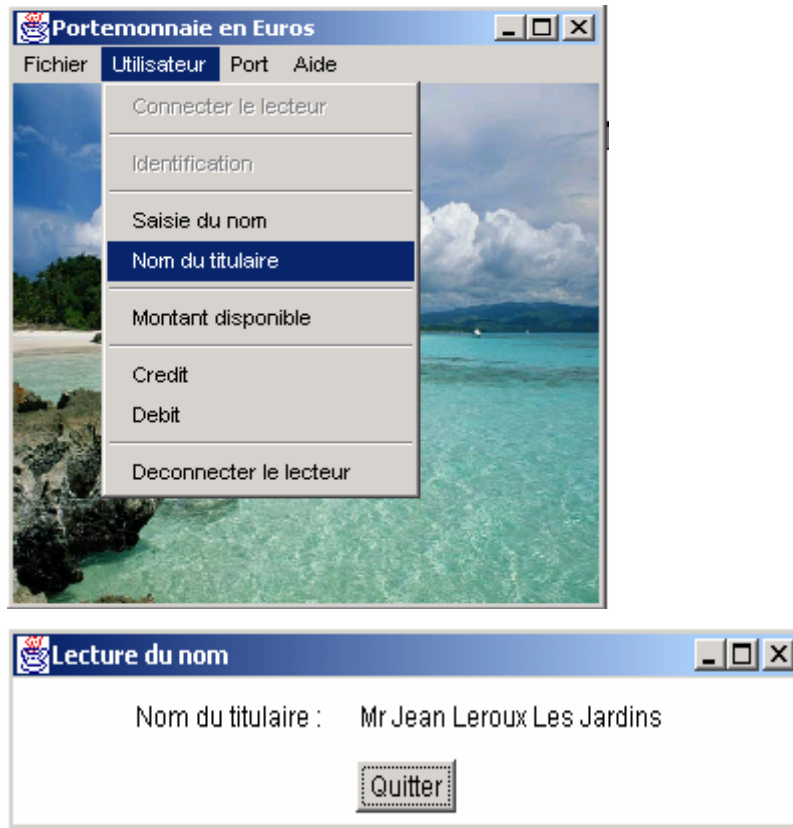 Portemonnaie en Euros
Fichier Utilisateur Port Aide
Connecter le lecteur
Identification
Saisie du nom
Nom du titulaire
Montant disponible
Credit
Debit
Deconnecter le lecteur
Lecture du nom
Nom du titulaire : Mr Jean Leroux Les Jardins
Quitter